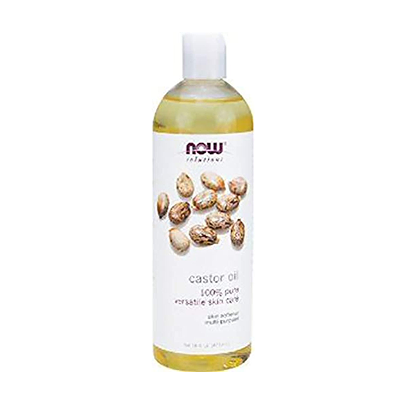 now
solutions
castor oil
100% pure
versatile skin care
skin softener
multi-purpose